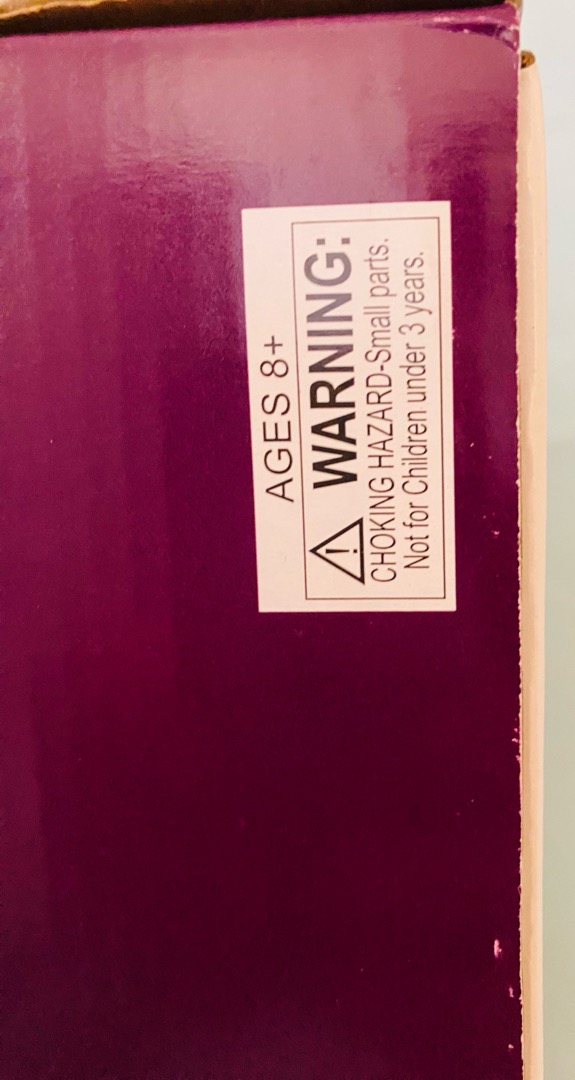 AGES 8+
⚠ WARNING:
CHOKING HAZARD-Small parts.
Not for Children under 3 years.